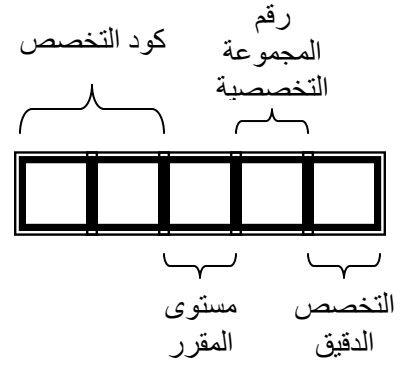 رقم
المجموعة
التخصصية
كود التخصص
مستوى
المقرر
التخصص
الدقيق